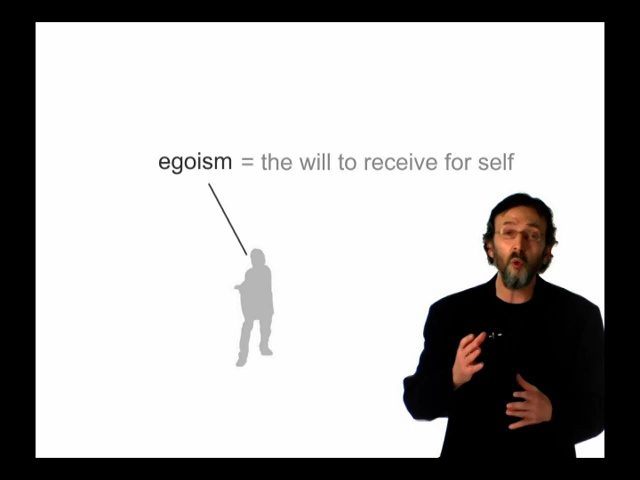 egoism = the will to receive for self